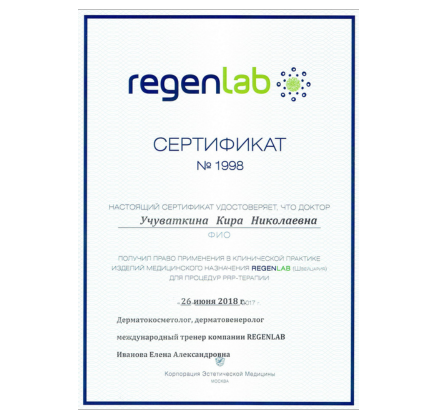 regenlab
СЕРТИФИКАТ
№ 1998
НАСТОЯЩИЙ СЕРТИФИКАТ УДОСТОВЕРЯЕТ, ЧТО ДОКТОР
Учуваткина Кира Николаевна
ФИО
ПОЛУЧИЛ ПРАВО ПРИМЕНЕНИЯ В КЛИНИЧЕСКОЙ ПРАКТИКЕ
ИЗДЕЛИЙ МЕДИЦИНСКОГО НАЗНАЧЕНИЯ REGENLAB (Швейцария)
ДЛЯ ПРОЦЕДУР PRP-ТЕРАПИИ
26 июня 2018 г. 2017 г.
Дерматокосметолог, дерматовенеролог
международный тренер компании REGENLAB
Иванова Елена Александровна
Корпорация Эстетической Медицины
МОСКВА